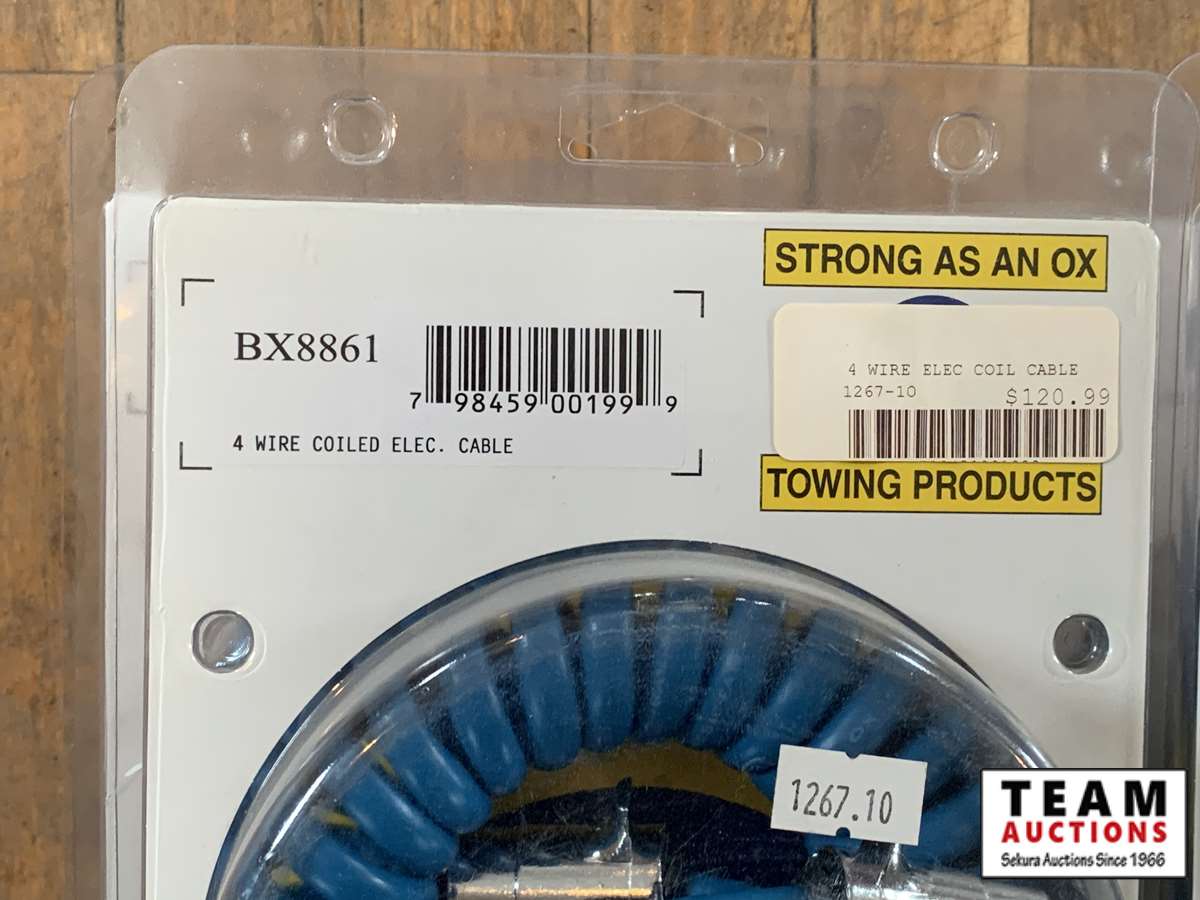 STRONG AS AN OX
BX8861
7 98459 00199 9
4 WIRE COILED ELEC. CABLE
4 WIRE ELEC COIL CABLE
1267-10
$120.99
TOWING PRODUCTS
1267.10
TEAM
AUCTIONS
Sekura Auctions Since 1966